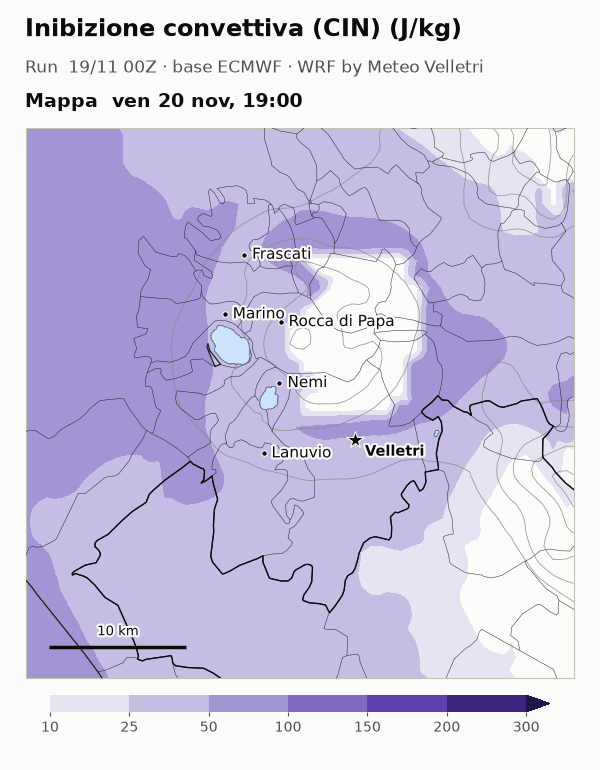 Inibizione convettiva (CIN) (J/kg)
Run  19/11 00Z · base ECMWF · WRF by Meteo Velletri
Mappa  ven 20 nov, 19:00
Frascati
Marino
Rocca di Papa
Nemi
Velletri
Lanuvio
10 km
10 25 50 100 150 200 300